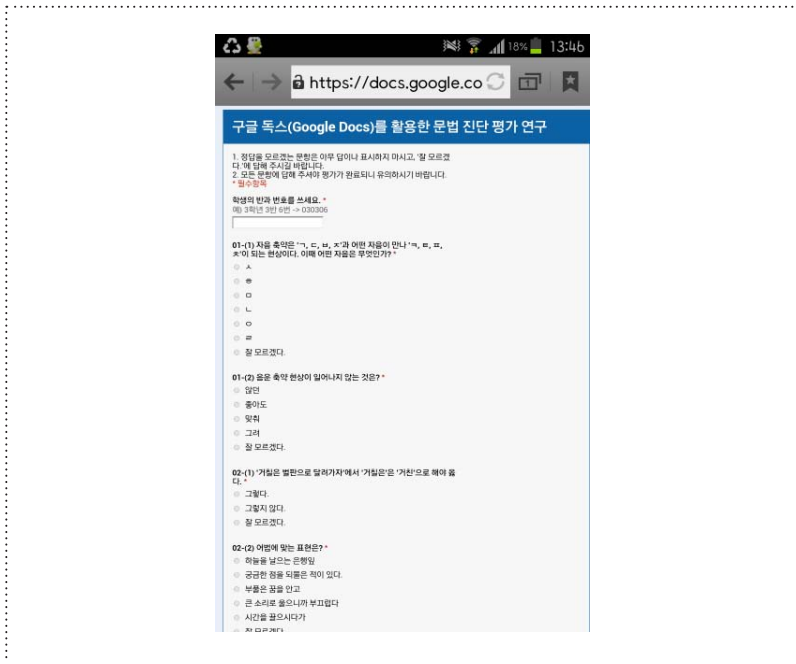 18% 13:46
https://docs.google.co
1
구글 독스(Google Docs)를 활용한 문법 진단 평가 연구
1. 정답을 모르겠는 문항은 아무 답이나 표시하지 마시고, '잘 모르겠
다.'에 답해 주시길 바랍니다.
2. 모든 문항에 답해 주셔야 평가가 완료되니 유의하시기 바랍니다.
* 필수항목
학생의 반과 번호를 쓰세요. *
예) 3학년 3반 6번 -> 030306
01-(1) 자음 축약은 'ㄱ, ㄷ, ㅂ, ㅈ'과 어떤 자음이 만나 'ㅋ, ㅌ, ㅍ,
ㅊ'이 되는 현상이다. 이때 어떤 자음은 무엇인가? *
ㅅ
ㅎ
ㅁ
ㄴ
ㅇ
ㄹ
잘 모르겠다.
01-(2) 음운 축약 현상이 일어나지 않는 것은? *
않던
좋아도
맞춰
그려
잘 모르겠다.
02-(1) '거칠은 벌판으로 달려가자'에서 '거칠은'은 '거친'으로 해야 옳
다. *
그렇다.
그렇지 않다.
잘 모르겠다.
02-(2) 어법에 맞는 표현은? *
하늘을 날으는 은행잎
궁금한 점을 되물은 적이 있다.
부풀은 꿈을 안고
큰 소리로 울으니까 부끄럽다
시간을 끌으시다가
잘 모르겠다